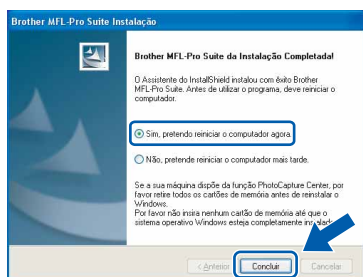 Brother MFL-Pro Suite Instalação
Brother MFL-Pro Suite da Instalação Completada!
O Assistente do InstallShield instalou com êxito Brother
MFL-Pro Suite. Antes de utilizar o programa, deve reiniciar o
computador.
Sim, pretendo reiniciar o computador agora.
Não, pretende reiniciar o computador mais tarde.
Se a sua máquina dispõe da função PhotoCapture Center, por
favor retire todos os cartões de memória antes de reinstalar o
Windows.
Por favor não insira nenhum cartão de memória até que o
sistema operativo Windows esteja completamente instalado.
< Anterior Concluir Cancelar